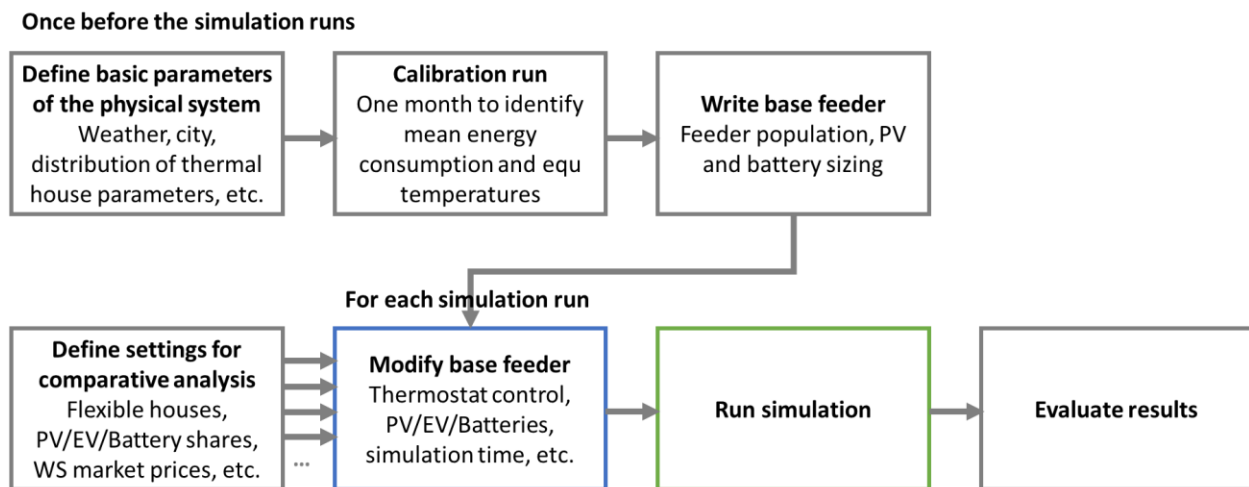 Once before the simulation runs
Define basic parameters
of the physical system
Weather, city,
distribution of thermal
house parameters, etc.
Calibration run
One month to identify
mean energy
consumption and equ
temperatures
Write base feeder
Feeder population, PV
and battery sizing
For each simulation run
Define settings for
comparative analysis
Flexible houses,
PV/EV/Battery shares,
WS market prices, etc.
...
Modify base feeder
Thermostat control,
PV/EV/Batteries,
simulation time, etc.
Run simulation
Evaluate results